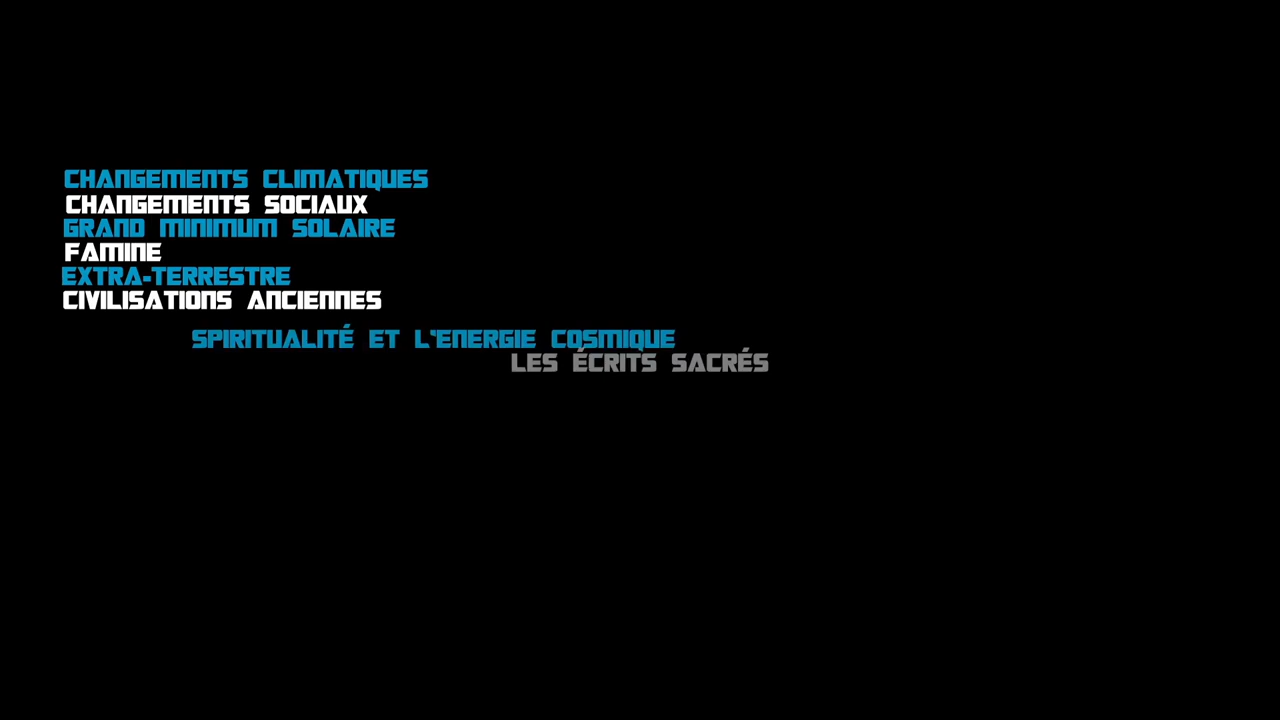 CHANGEMENTS CLIMATIQUES
CHANGEMENTS SOCIAUX
GRAND MINIMUM SOLAIRE
FAMINE
EXTRA-TERRESTRE
CIVILISATIONS ANCIENNES
SPIRITUALITÉ ET L'ENERGIE COSMIQUE
LES ÉCRITS SACRÉS